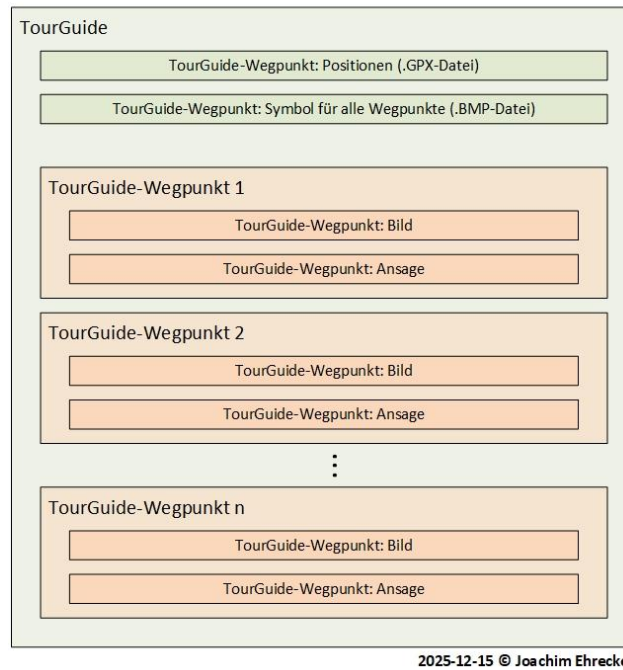 TourGuide
TourGuide-Wegpunkt: Positionen (.GPX-Datei)
TourGuide-Wegpunkt: Symbol für alle Wegpunkte (.BMP-Datei)
TourGuide-Wegpunkt 1
TourGuide-Wegpunkt: Bild
TourGuide-Wegpunkt: Ansage
TourGuide-Wegpunkt 2
TourGuide-Wegpunkt: Bild
TourGuide-Wegpunkt: Ansage
TourGuide-Wegpunkt n
TourGuide-Wegpunkt: Bild
TourGuide-Wegpunkt: Ansage
2025-12-15 © Joachim Ehrecke